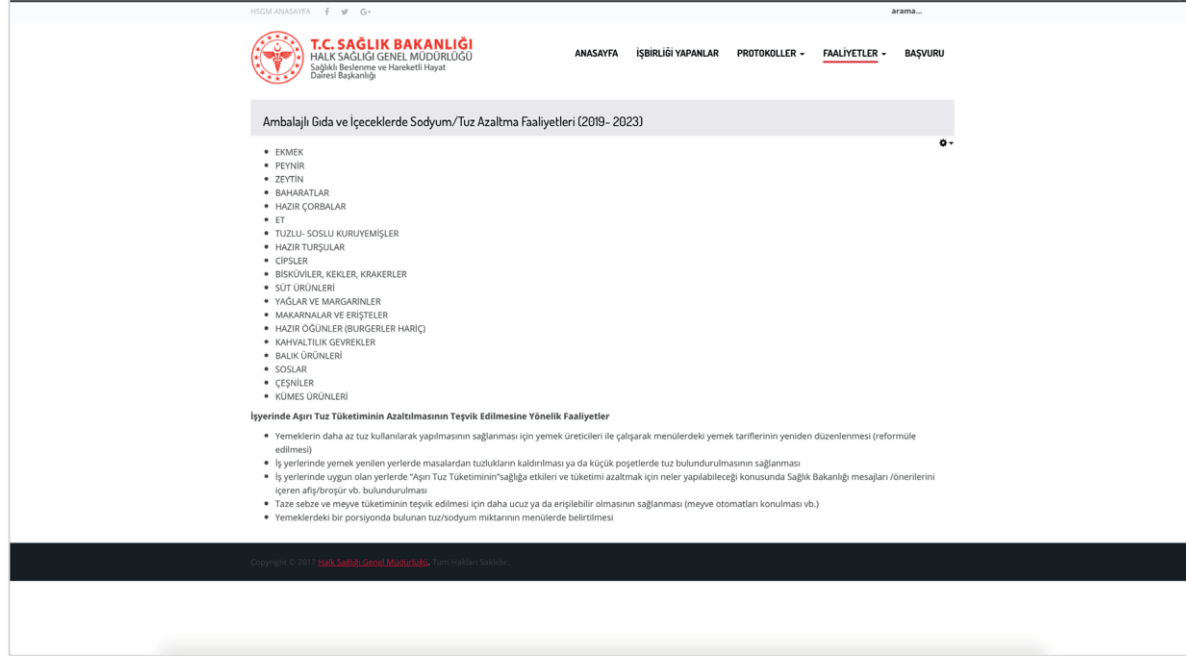 HSGM ANASAYFA
arama...
T.C. SAĞLIK BAKANLIĞI
HALK SAĞLIĞI GENEL MÜDÜRLÜĞÜ
Sağlıklı Beslenme ve Hareketli Hayat
Dairesi Başkanlığı
ANASAYFA İŞBİRLİĞİ YAPANLAR PROTOKOLLER FAALİYETLER BAŞVURU
Ambalajlı Gıda ve İçeceklerde Sodyum/Tuz Azaltma Faaliyetleri (2019- 2023)
EKMEK
PEYNİR
ZEYTİN
BAHARATLAR
HAZIR ÇORBALAR
ET
TUZLU- SOSLU KURUYEMİŞLER
HAZIR TURŞULAR
CİPSLER
BİSKÜVİLER, KEKLER, KRAKERLER
SÜT ÜRÜNLERİ
YAĞLAR VE MARGARİNLER
MAKARNALAR VE ERİŞTELER
HAZIR ÖĞÜNLER (BURGERLER HARİÇ)
KAHVALTILIK GEVREKLER
BALIK ÜRÜNLERİ
SOSLAR
ÇEŞNİLER
KÜMES ÜRÜNLERİ
İşyerinde Aşırı Tuz Tüketiminin Azaltılmasının Teşvik Edilmesine Yönelik Faaliyetler
Yemeklerin daha az tuz kullanılarak yapılmasının sağlanması için yemek üreticileri ile çalışarak menülerdeki yemek tariflerinin yeniden düzenlenmesi (reformüle
edilmesi)
İş yerlerinde yemek yenilen yerlerde masalardan tuzlukların kaldırılması ya da küçük poşetlerde tuz bulundurulmasının sağlanması
İş yerlerinde uygun olan yerlerde "Aşırı Tuz Tüketiminin"sağlığa etkileri ve tüketimi azaltmak için neler yapılabileceği konusunda Sağlık Bakanlığı mesajları /önerilerini
içeren afiş/broşür vb. bulundurulması
Taze sebze ve meyve tüketiminin teşvik edilmesi için daha ucuz ya da erişilebilir olmasının sağlanması (meyve otomatları konulması vb.)
Yemeklerdeki bir porsiyonda bulunan tuz/sodyum miktarının menülerde belirtilmesi
Copyright © 2017 Halk Sağlığı Genel Müdürlüğü. Tüm Hakları Saklıdır.